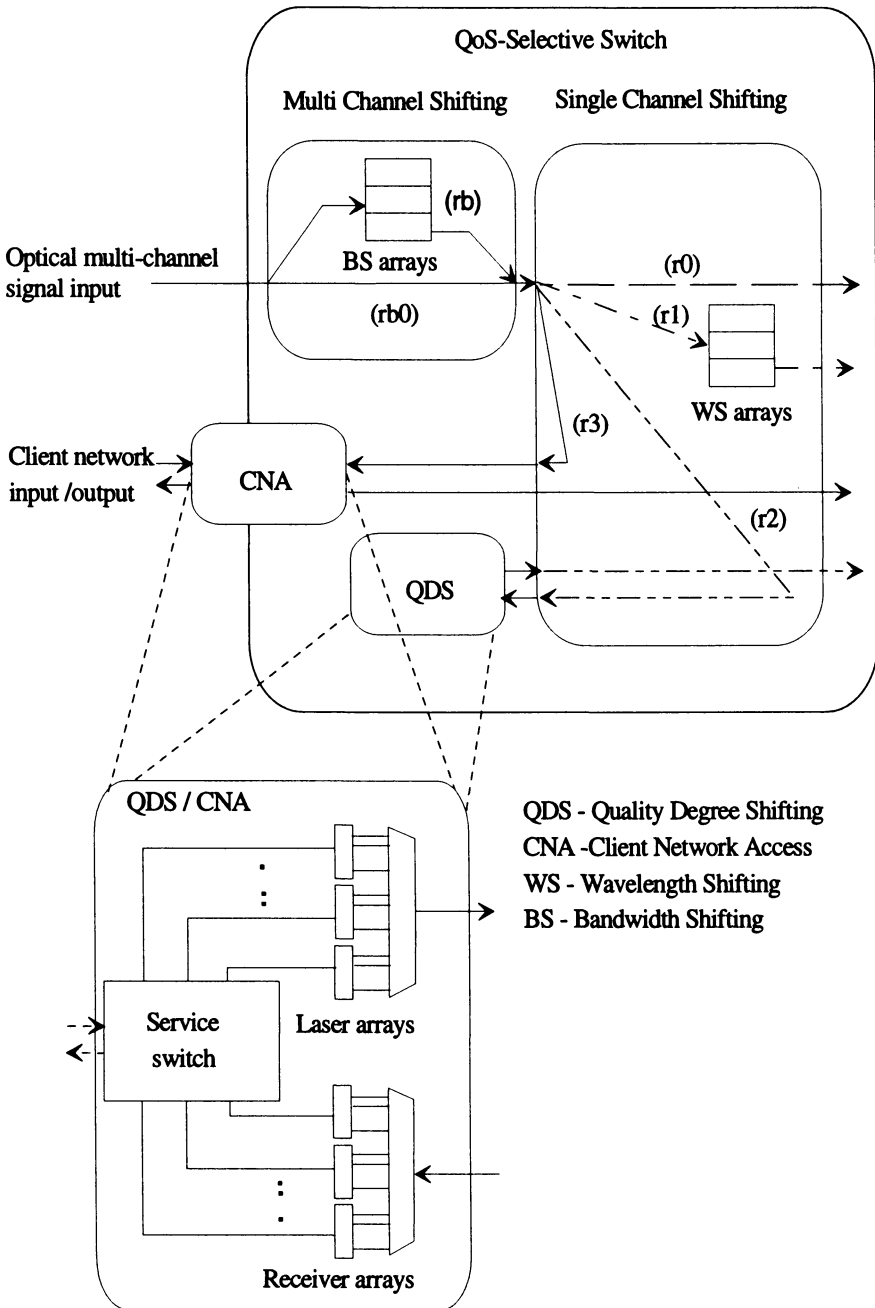 QoS-Selective Switch
Multi Channel Shifting
Single Channel Shifting
(rb)
BS arrays
(rb0)
Optical multi-channel
signal input
(r0)
(r1)
WS arrays
(r3)
Client network
input /output
CNA
(r2)
QDS
QDS / CNA
QDS - Quality Degree Shifting
CNA -Client Network Access
WS - Wavelength Shifting
BS - Bandwidth Shifting
Laser arrays
Service
switch
Receiver arrays